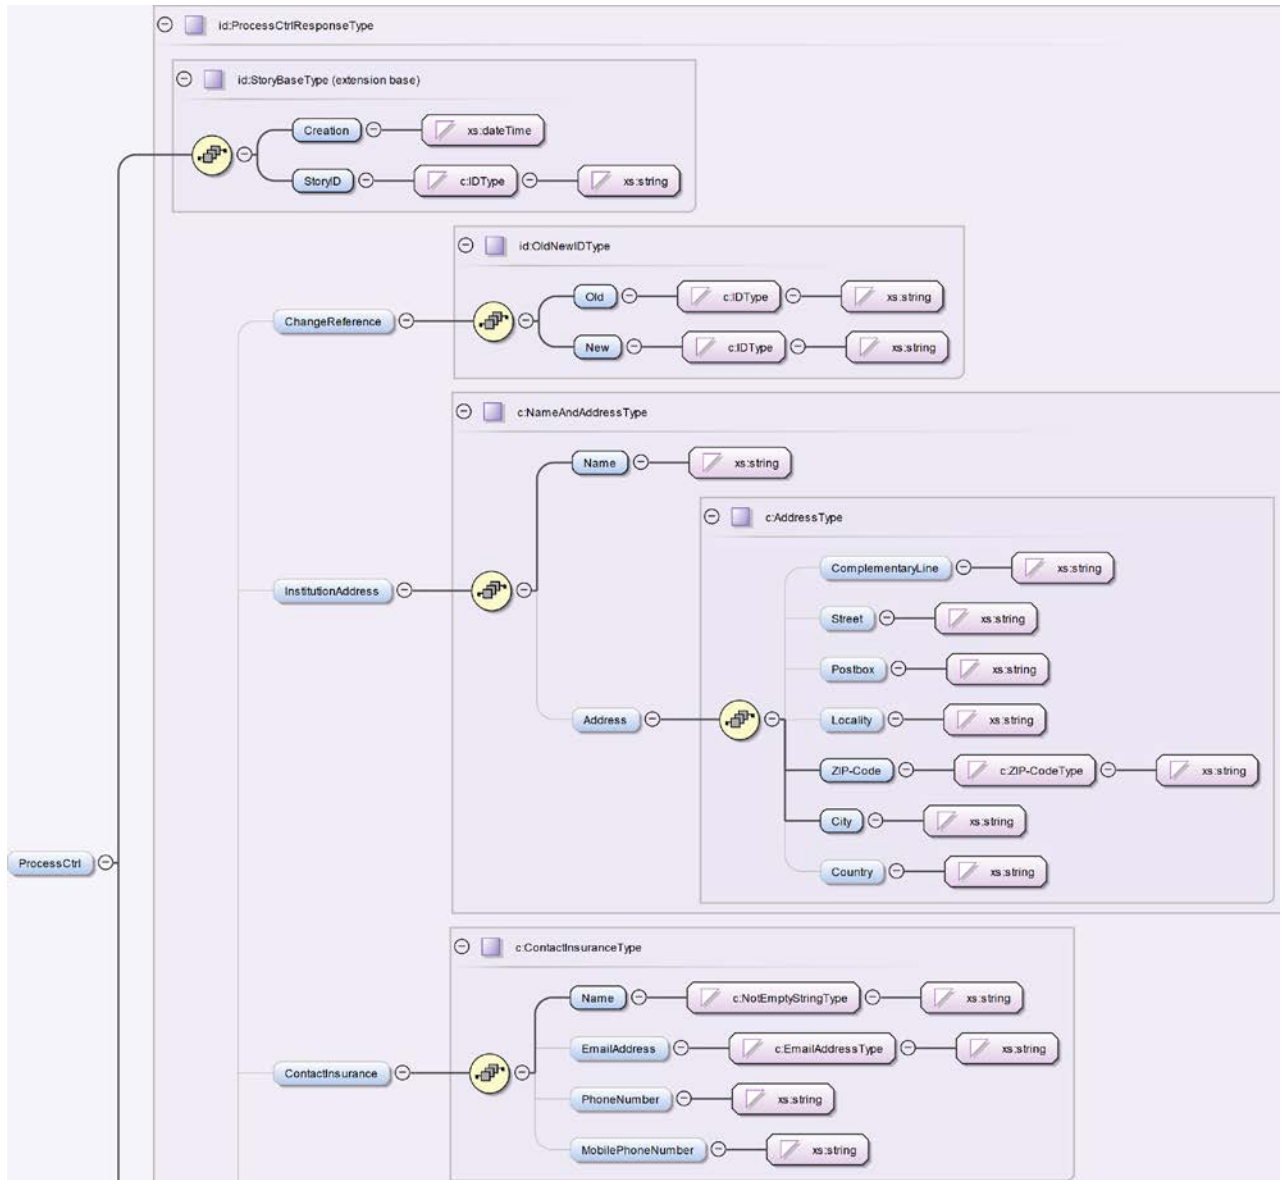 id:ProcessCtrlResponseType
id:StoryBaseType (extension base)
Creation xs:dateTime
StoryID c:IDType xs:string
id:OldNewIDType
Old c:IDType xs:string
ChangeReference
New c:IDType xs:string
c:NameAndAddressType
Name xs:string
c:AddressType
ComplementaryLine xs:string
InstitutionAddress
Street xs:string
Postbox xs:string
Address
Locality xs:string
ZIP-Code c:ZIP-CodeType xs:string
City xs:string
ProcessCtrl
Country xs:string
c:ContactInsuranceType
Name c:NotEmptyStringType xs:string
EmailAddress c:EmailAddressType xs:string
ContactInsurance
PhoneNumber xs:string
MobilePhoneNumber xs:string